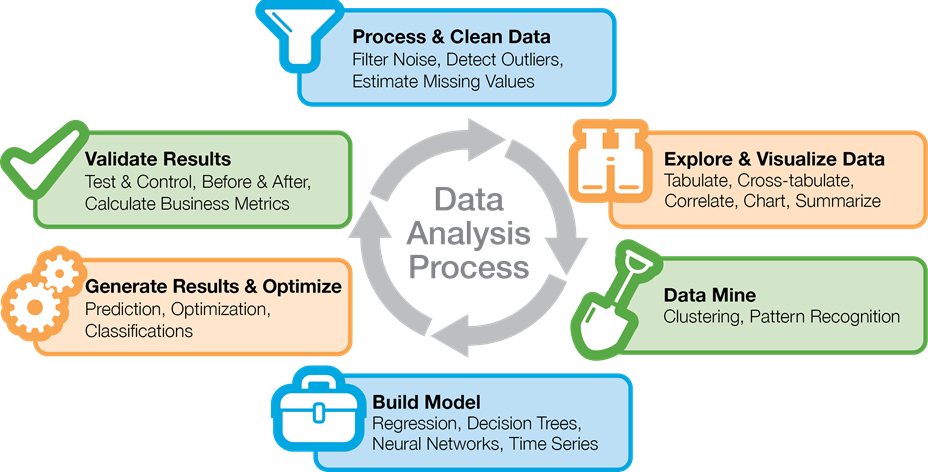 Process & Clean Data
Filter Noise, Detect Outliers,
Estimate Missing Values
Explore & Visualize Data
Tabulate, Cross-tabulate,
Correlate, Chart, Summarize
Data Mine
Clustering, Pattern Recognition
Build Model
Regression, Decision Trees,
Neural Networks, Time Series
Generate Results & Optimize
Prediction, Optimization,
Classifications
Validate Results
Test & Control, Before & After,
Calculate Business Metrics
Data
Analysis
Process